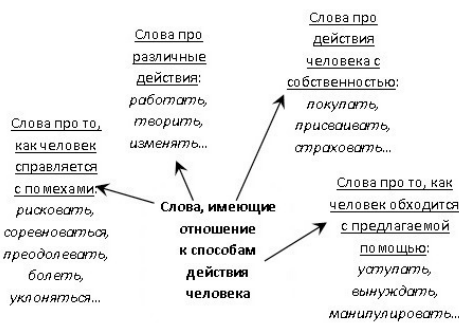 Слова про
различные
действия:
работать,
творить,
изменять...
Слова про
действия
человека с
собственностью:
покупать,
присваивать,
страховать...
Слова про то,
как человек
справляется
с помехами:
рисковать,
соревноваться,
преодолевать,
болеть,
уклоняться...
Слова, имеющие
отношение
к способам
действия
человека
Слова про то, как
человек обходится
с предлагаемой
помощью:
уступать,
вынуждать,
манипулировать...